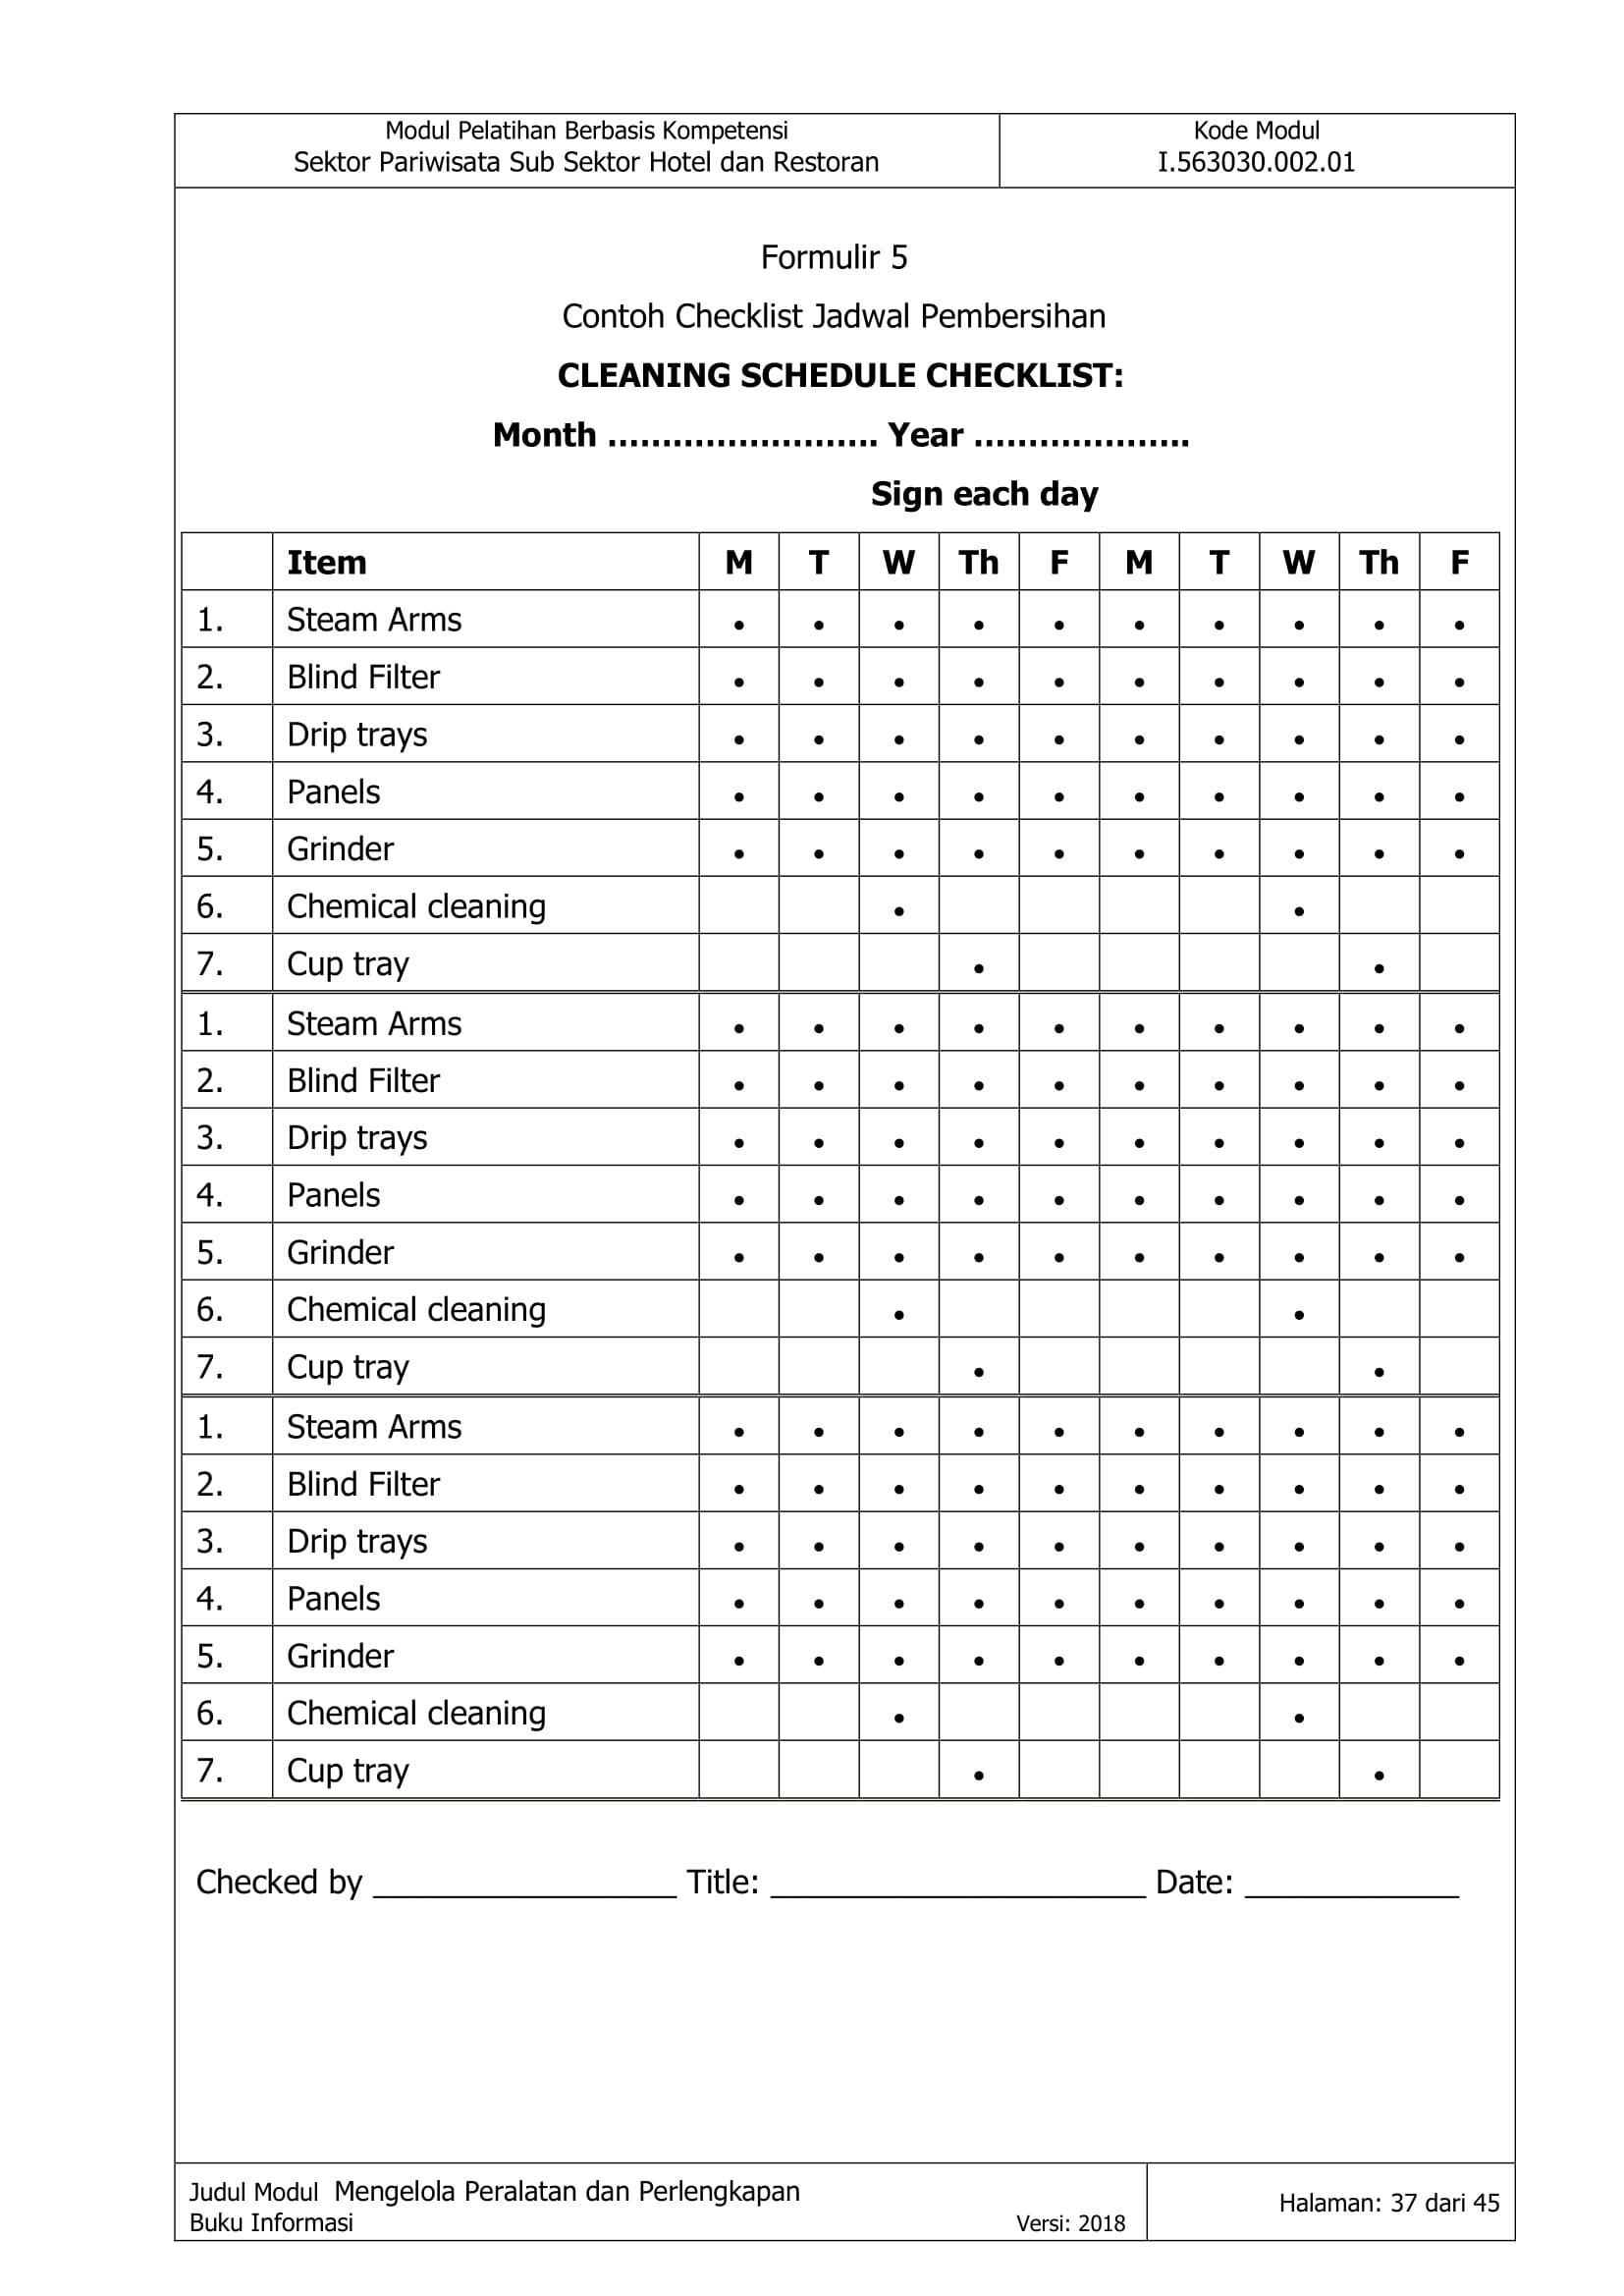 Modul Pelatihan Berbasis Kompetensi
Sektor Pariwisata Sub Sektor Hotel dan Restoran
Kode Modul
I.563030.002.01
Formulir 5
Contoh Checklist Jadwal Pembersihan
CLEANING SCHEDULE CHECKLIST:
Month ......................... Year ....................
Sign each day
Item M T W Th F M T W Th F
1. Steam Arms • • • • • • • • • •
2. Blind Filter • • • • • • • • • •
3. Drip trays • • • • • • • • • •
4. Panels • • • • • • • • • •
5. Grinder • • • • • • • • • •
6. Chemical cleaning • •
7. Cup tray • •
1. Steam Arms • • • • • • • • • •
2. Blind Filter • • • • • • • • • •
3. Drip trays • • • • • • • • • •
4. Panels • • • • • • • • • •
5. Grinder • • • • • • • • • •
6. Chemical cleaning • •
7. Cup tray • •
1. Steam Arms • • • • • • • • • •
2. Blind Filter • • • • • • • • • •
3. Drip trays • • • • • • • • • •
4. Panels • • • • • • • • • •
5. Grinder • • • • • • • • • •
6. Chemical cleaning • •
7. Cup tray • •
Checked by _________________ Title: _____________________ Date: ____________
Judul Modul Mengelola Peralatan dan Perlengkapan
Buku Informasi Versi: 2018
Halaman: 37 dari 45